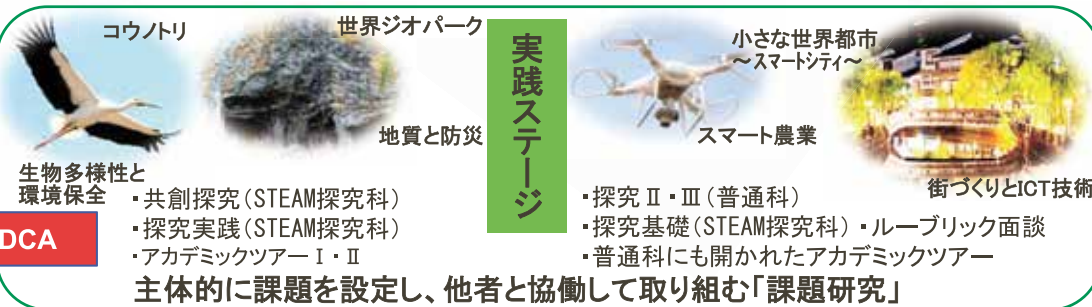 コウノトリ
世界ジオパーク
地質と防災
生物多様性と
環境保全
・共創探究（STEAM探究科）
・探究実践（STEAM探究科）
・アカデミックツアーⅠ・Ⅱ
DCA
実践ステージ
小さな世界都市
～スマートシティ～
スマート農業
街づくりとICT技術
・探究Ⅱ・Ⅲ（普通科）
・探究基礎（STEAM探究科）・ルーブリック面談
・普通科にも開かれたアカデミックツアー
主体的に課題を設定し、他者と協働して取り組む「課題研究」